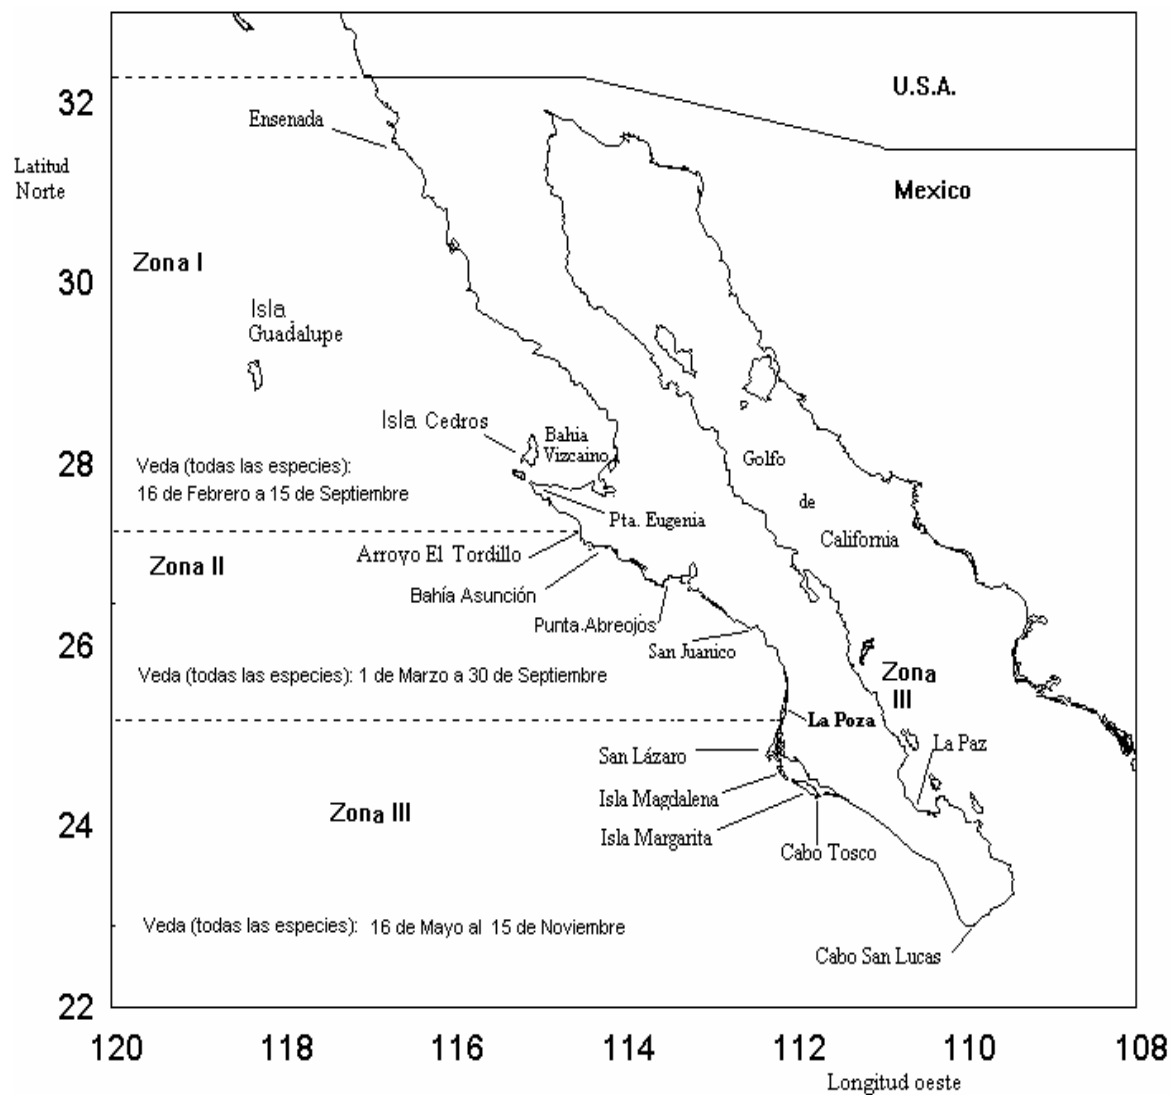 U.S.A.
32
Ensenada
Latitud
Norte
Mexico
Zona I
30
Isla
Guadalupe
Isla Cedros
Bahia
Vizcaino
28
Veda (todas las especies):
16 de Febrero a 15 de Septiembre
Golfo
de
California
Pta. Eugenia
Arroyo El Tordillo
Zona II
Bahía Asunción
Punta.Abreojos
26
San Juanico
Veda (todas las especies): 1 de Marzo a 30 de Septiembre
Zona
III
La Poza
La Paz
San Lázaro
Isla Magdalena
Zona III
24
Isla Margarita
Cabo Tosco
Veda (todas las especies): 16 de Mayo al 15 de Noviembre
Cabo San Lucas
22
120 118 116 114 112 110 108
Longitud oeste